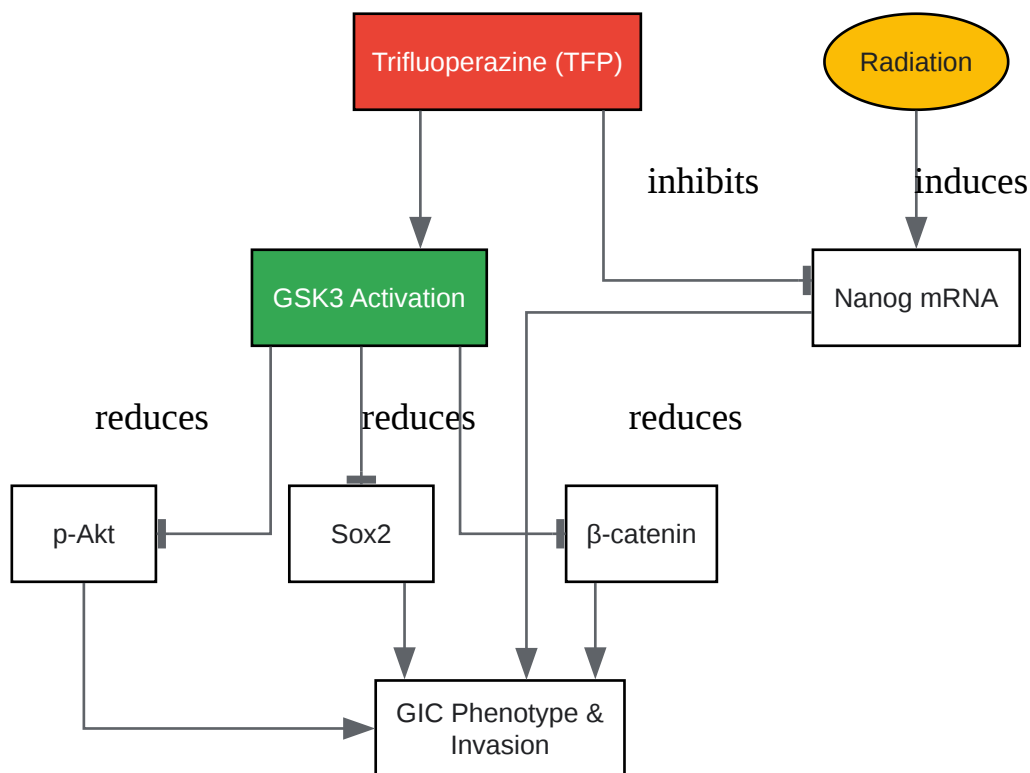 Trifluoperazine (TFP)
Radiation
inhibits
induces
GSK3 Activation
Nanog mRNA
reduces
reduces
reduces
p-Akt
Sox2
β-catenin
GIC Phenotype &
Invasion